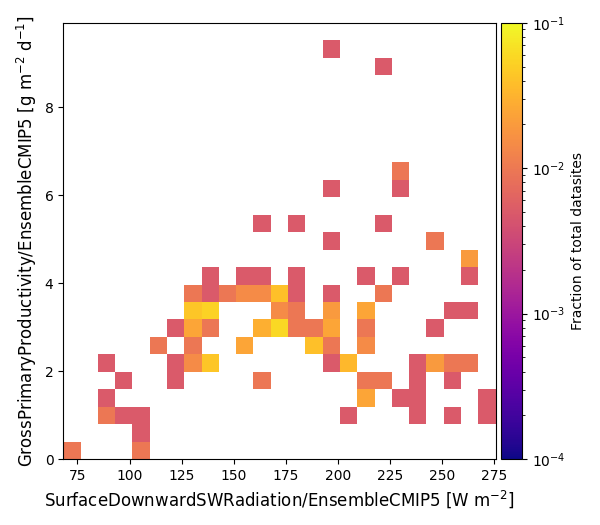 GrossPrimaryProductivity/EnsembleCMIP5 [g m⁻² d⁻¹]
8
6
4
2
0
75 100 125 150 175 200 225 250 275
SurfaceDownwardSWRadiation/EnsembleCMIP5 [W m⁻²]
10⁻¹
10⁻²
10⁻³
10⁻⁴
Fraction of total datasites